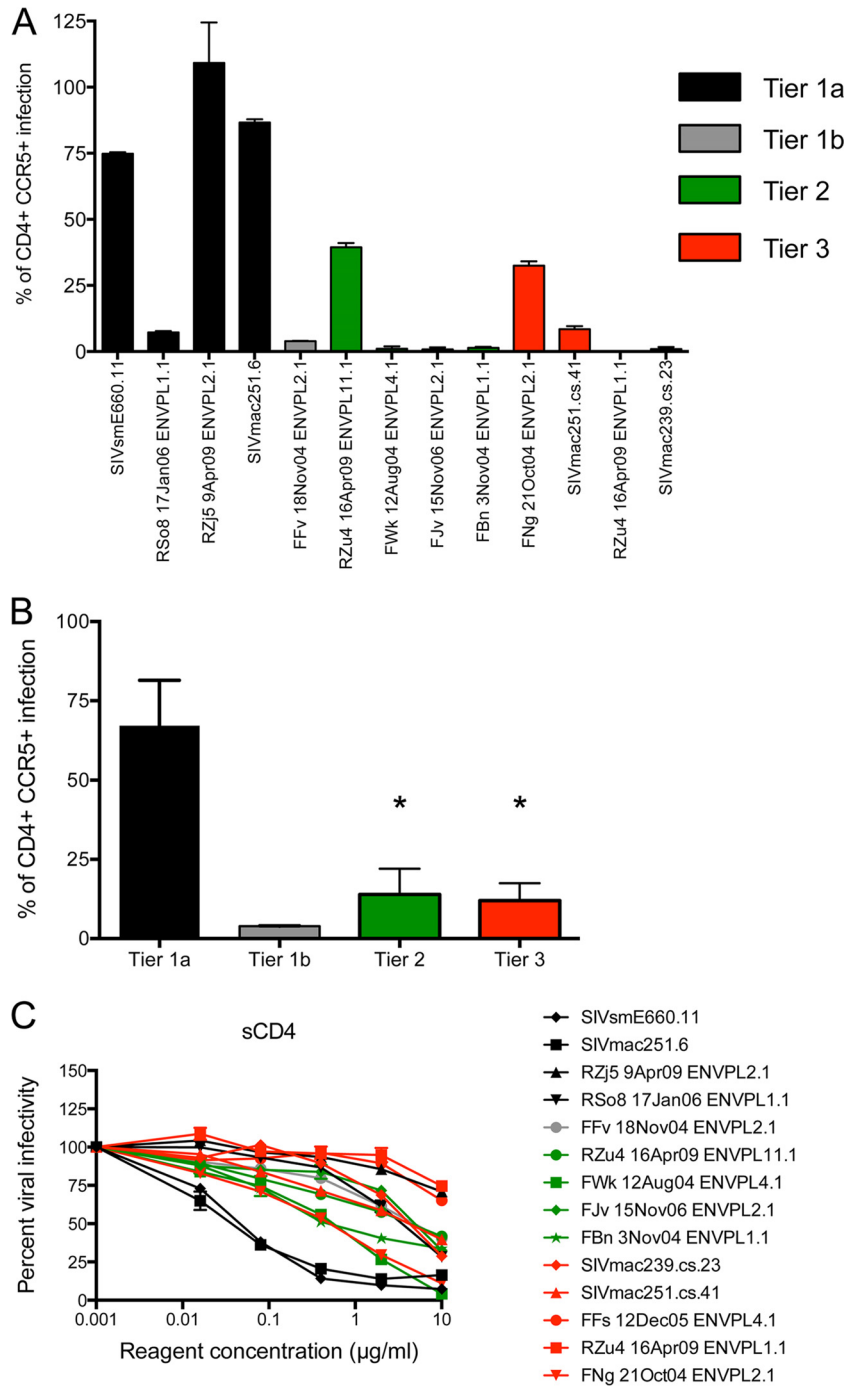 A
% of CD4+ CCR5+ infection
125
100
75
50
25
0
SIVsmE660.11
RSo8 17Jan06 ENVPL1.1
RZj5 9Apr09 ENVPL2.1
SIVmac251.6
FFv 18Nov04 ENVPL2.1
RZu4 16Apr09 ENVPL11.1
FWk 12Aug04 ENVPL4.1
FJv 15Nov06 ENVPL2.1
FBn 3Nov04 ENVPL1.1
FNg 21Oct04 ENVPL2.1
SIVmac251.cs.41
RZu4 16Apr09 ENVPL1.1
SIVmac239.cs.23
Tier 1a
Tier 1b
Tier 2
Tier 3
B
% of CD4+ CCR5+ infection
100
75
50
25
0
* *
Tier 1a Tier 1b Tier 2 Tier 3
C
sCD4
Percent viral infectivity
150
125
100
75
50
25
0
0.001 0.01 0.1 1 10
Reagent concentration (µg/ml)
SIVsmE660.11
SIVmac251.6
RZj5 9Apr09 ENVPL2.1
RSo8 17Jan06 ENVPL1.1
FFv 18Nov04 ENVPL2.1
RZu4 16Apr09 ENVPL11.1
FWk 12Aug04 ENVPL4.1
FJv 15Nov06 ENVPL2.1
FBn 3Nov04 ENVPL1.1
SIVmac239.cs.23
SIVmac251.cs.41
FFs 12Dec05 ENVPL4.1
RZu4 16Apr09 ENVPL1.1
FNg 21Oct04 ENVPL2.1